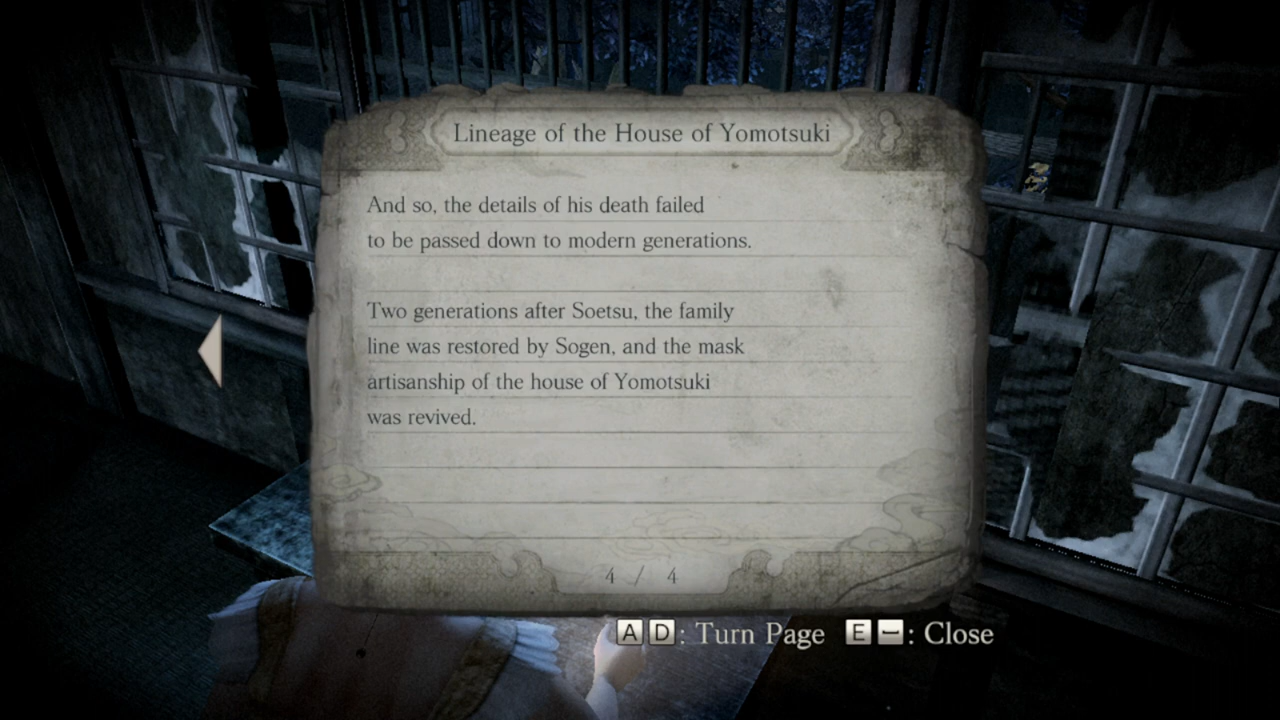 Lineage of the House of Yomotsuki
And so, the details of his death failed
to be passed down to modern generations.
Two generations after Soetsu, the family
line was restored by Sogen, and the mask
artisanship of the house of Yomotsuki
was revived.
4 / 4
A D : Turn Page E : Close